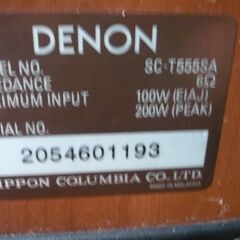 DENON
EL NO. SC-T555SA
EDANCE 6Ω
XIMUM INPUT 100W (EIAJ)
200W (PEAK)
IAL NO.
2054601193
NIPPON COLUMBIA CO., LTD.
MADE IN MALAYSIA